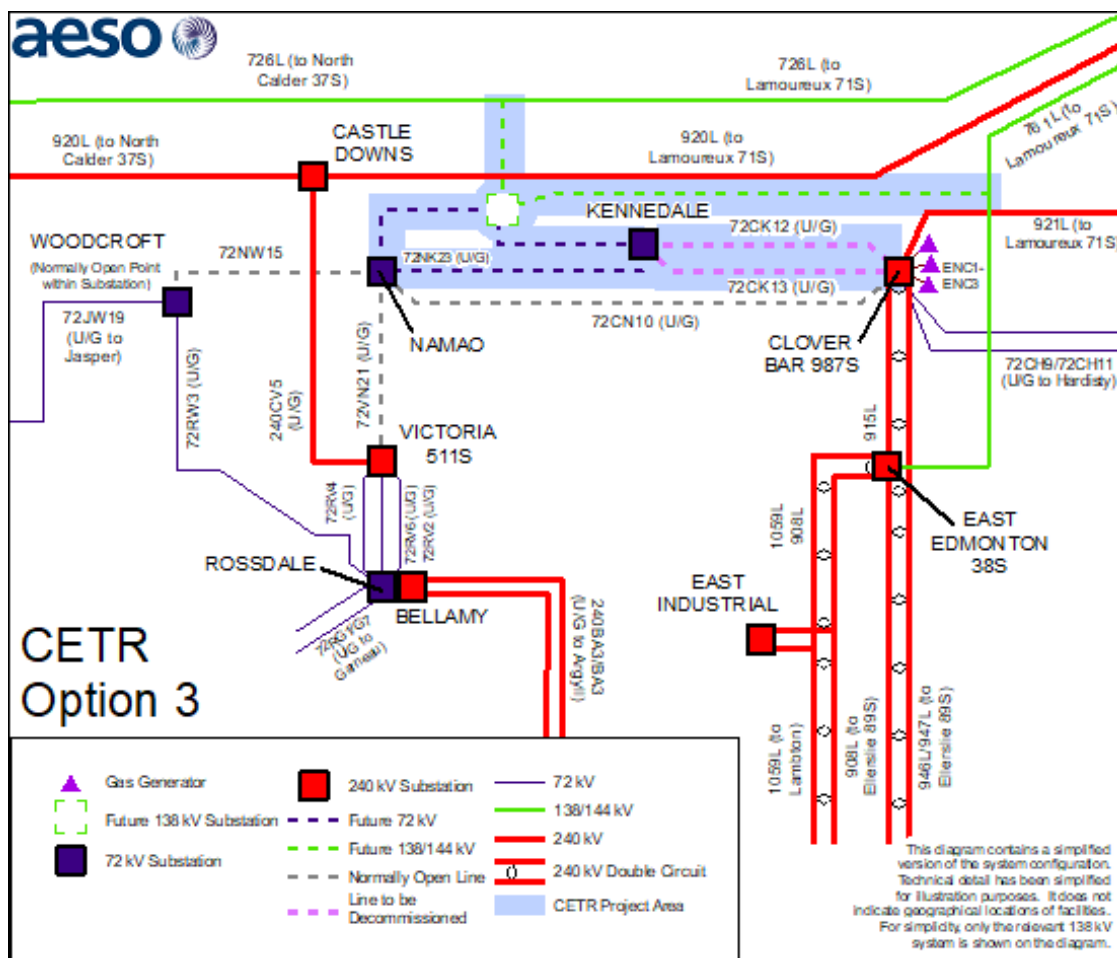 aeso
726L (to North
Calder 37S)
726L (to
Lamoureux 71S)
761L (to
Lamoureux 71S)
920L (to North
Calder 37S)
CASTLE
DOWNS
920L (to
Lamoureux 71S)
KENNEDALE
72CK12 (U/G)
921L (to
Lamoureux 71S)
WOODCROFT
(Normally Open Point
within Substation)
72NW15
72NK23 (U/G)
ENC1-
ENC3
72CK13 (U/G)
72CN10 (U/G)
72JW19
(U/G to
Jasper)
NAMAO
CLOVER
BAR 987S
72CH9/72CH11
(U/G to Hardisty)
72RW3 (U/G)
240CV5
(U/G)
72VN21 (U/G)
915L
VICTORIA
511S
72RV4
(U/G)
72RV6 (U/G)
72RV2 (U/G)
1059L
908L
EAST
EDMONTON
38S
ROSSDALE
BELLAMY
EAST
INDUSTRIAL
72RG1/G7
(UG to
Garneau)
240BA3/BA3
(U/G to Argyll)
CETR
Option 3
1059L (to
Lambton)
908L (to
Ellerslie 89S)
946L/947L (to
Ellerslie 89S)
Gas Generator
Future 138 kV Substation
72 kV Substation
240 kV Substation
Future 72 kV
Future 138/144 kV
Normally Open Line
Line to be
Decommissioned
72 kV
138/144 kV
240 kV
240 kV Double Circuit
CETR Project Area
This diagram contains a simplified
version of the system configuration.
Technical detail has been simplified
for illustration purposes. It does not
indicate geographical locations of facilities.
For simplicity, only the relevant 138 kV
system is shown on the diagram.